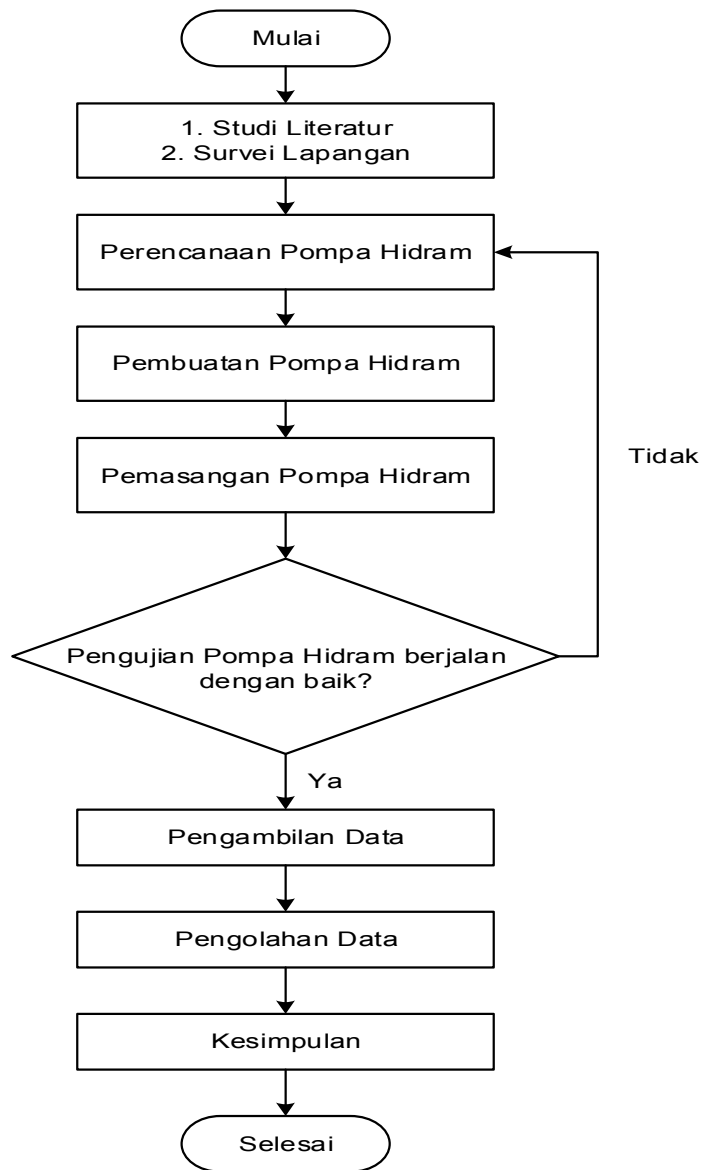 Mulai
1. Studi Literatur
2. Survei Lapangan
Perencanaan Pompa Hidram
Pembuatan Pompa Hidram
Pemasangan Pompa Hidram
Tidak
Pengujian Pompa Hidram berjalan
dengan baik?
Ya
Pengambilan Data
Pengolahan Data
Kesimpulan
Selesai